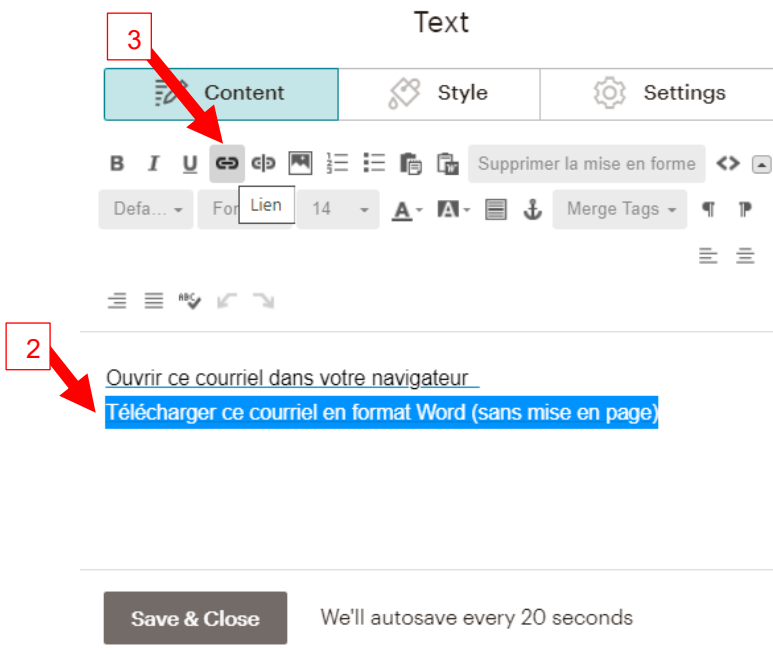 Text
3
Content Style Settings
B I U Supprimer la mise en forme <>
Defa... For 14 A A Merge Tags ¶
Lien
ABC
2
Ouvrir ce courriel dans votre navigateur
Télécharger ce courriel en format Word (sans mise en page)
Save & Close We'll autosave every 20 seconds